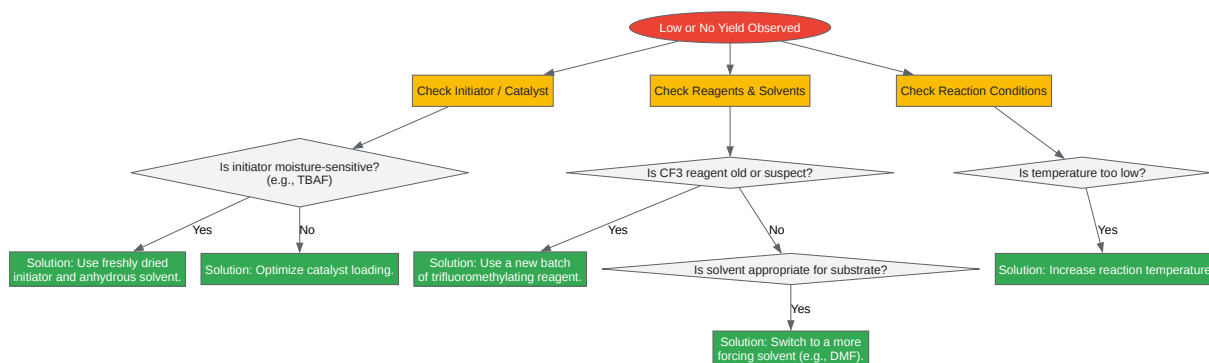 Low or No Yield Observed
Check Initiator / Catalyst
Check Reagents & Solvents
Check Reaction Conditions
Is initiator moisture-sensitive?
(e.g., TBAF)
Is CF3 reagent old or suspect?
Is temperature too low?
Yes
No
Yes
No
Yes
Solution: Use freshly dried
initiator and anhydrous solvent.
Solution: Optimize catalyst loading.
Solution: Use a new batch
of trifluoromethylating reagent.
Is solvent appropriate for substrate?
Solution: Increase reaction temperature
Yes
Solution: Switch to a more
forcing solvent (e.g., DMF).